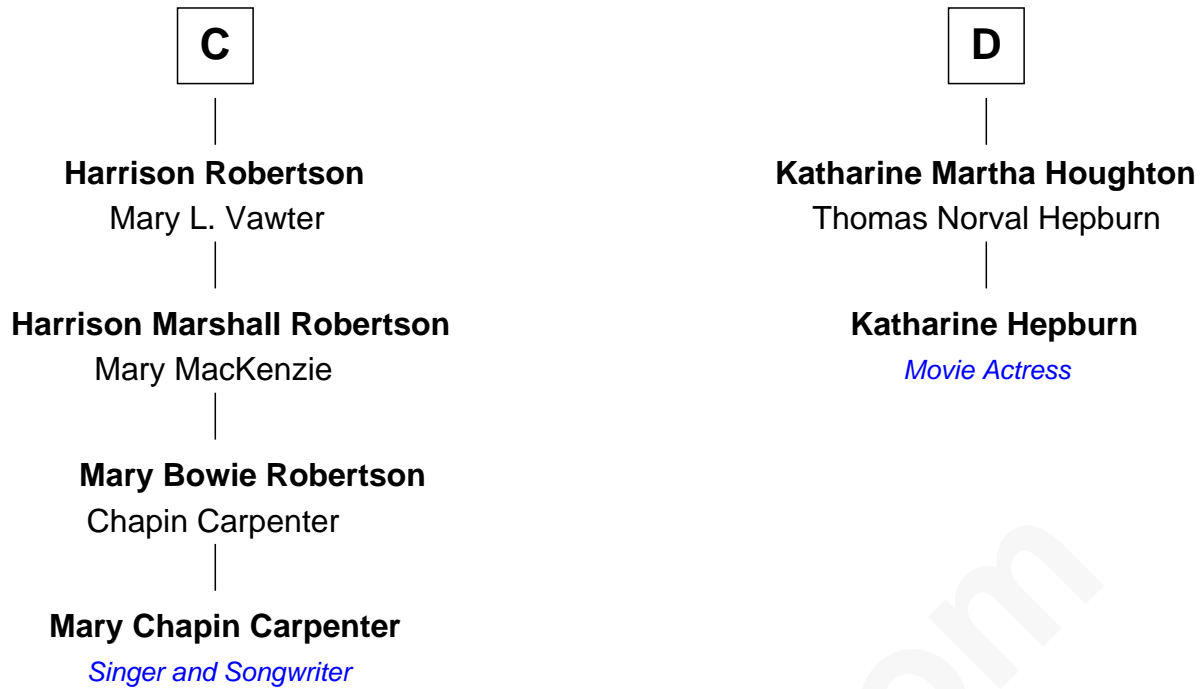 C
Harrison Robertson
Mary L. Vawter
Harrison Marshall Robertson
Mary MacKenzie
Mary Bowie Robertson
Chapin Carpenter
Mary Chapin Carpenter
Singer and Songwriter
D
Katharine Martha Houghton
Thomas Norval Hepburn
Katharine Hepburn
Movie Actress
om